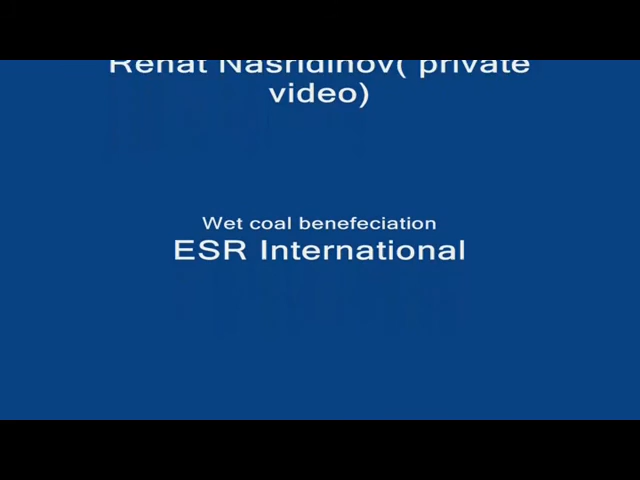 Renat Nasridinov( private
video)
Wet coal benefeciation
ESR International